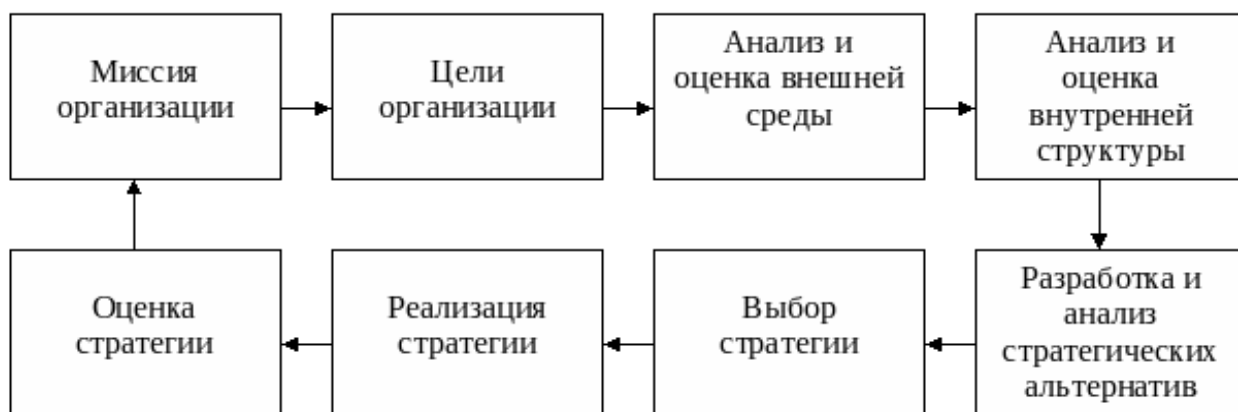 Миссия
организации
Цели
организации
Анализ и
оценка внешней
среды
Анализ и
оценка
внутренней
структуры
Оценка
стратегии
Реализация
стратегии
Выбор
стратегии
Разработка и
анализ
стратегических
альтернатив